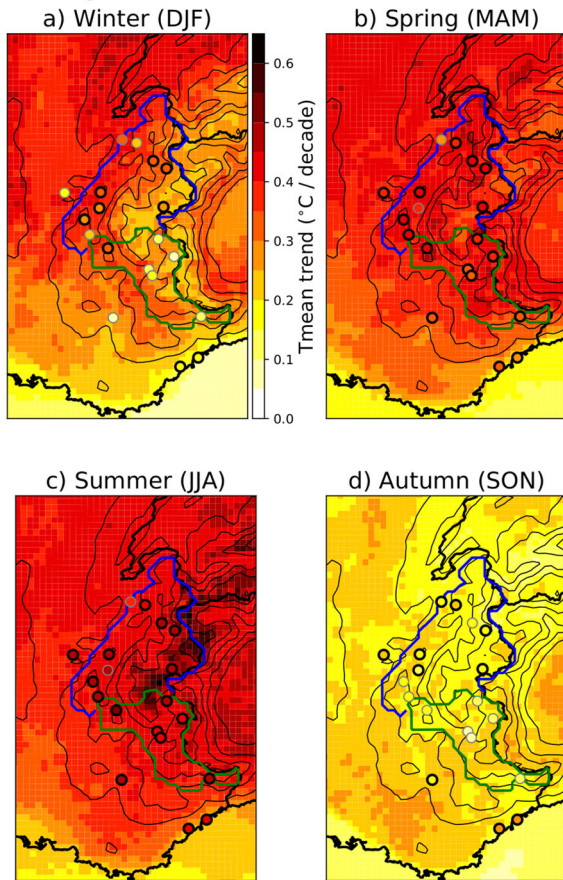 a) Winter (DJF)
b) Spring (MAM)
0.6
0.5
0.4
0.3
0.2
0.1
0.0
Tmean trend (°C / decade)
c) Summer (JJA)
d) Autumn (SON)